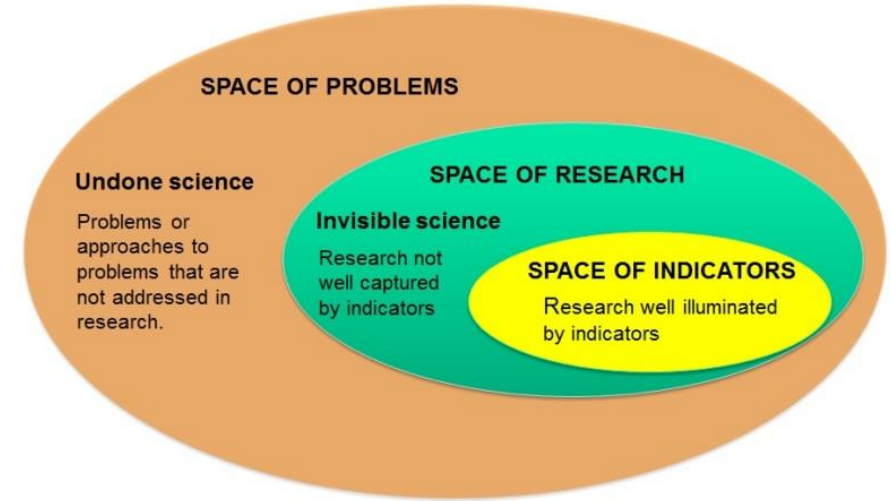 SPACE OF PROBLEMS
Undone science
Problems or
approaches to
problems that are
not addressed in
research.
SPACE OF RESEARCH
Invisible science
Research not
well captured
by indicators
SPACE OF INDICATORS
Research well illuminated
by indicators